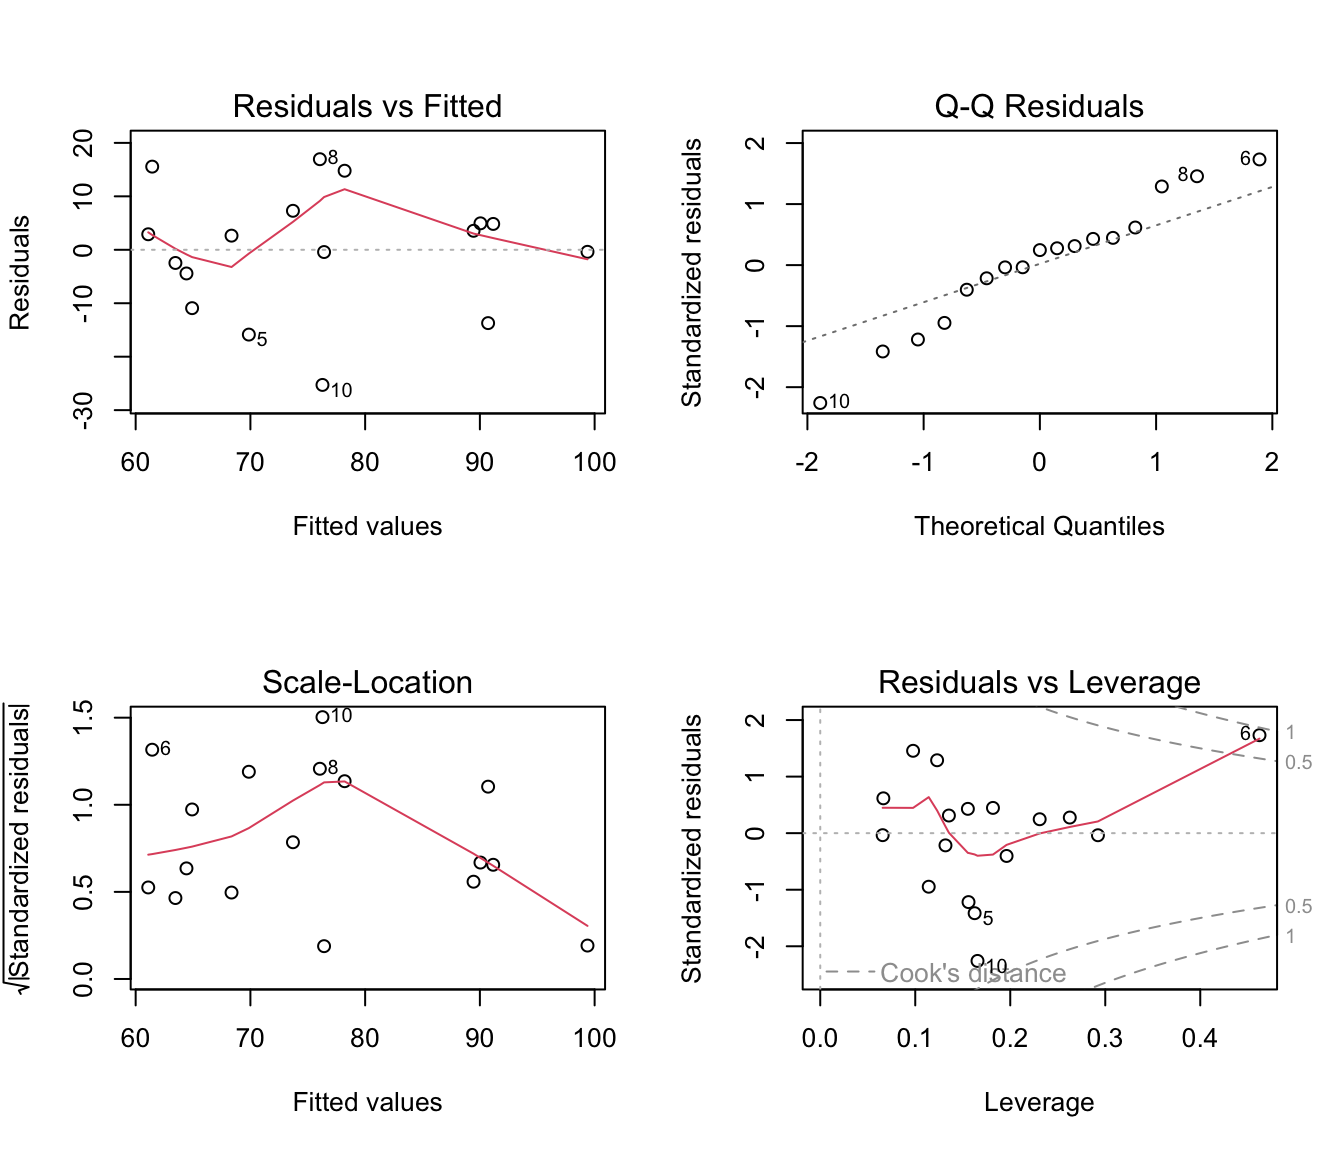 Residuals vs Fitted
Residuals
20
10
0
-10
-30
8
5
10
60 70 80 90 100
Fitted values
Q-Q Residuals
Standardized residuals
2
1
0
-1
-2
6
8
10
-2 -1 0 1 2
Theoretical Quantiles
Scale-Location
√|Standardized residuals|
1.5
1.0
0.5
0.0
10
6
8
60 70 80 90 100
Fitted values
Residuals vs Leverage
Standardized residuals
2
1
0
-1
-2
6
1
0.5
5
0.5
1
10
Cook's distance
0.0 0.1 0.2 0.3 0.4
Leverage